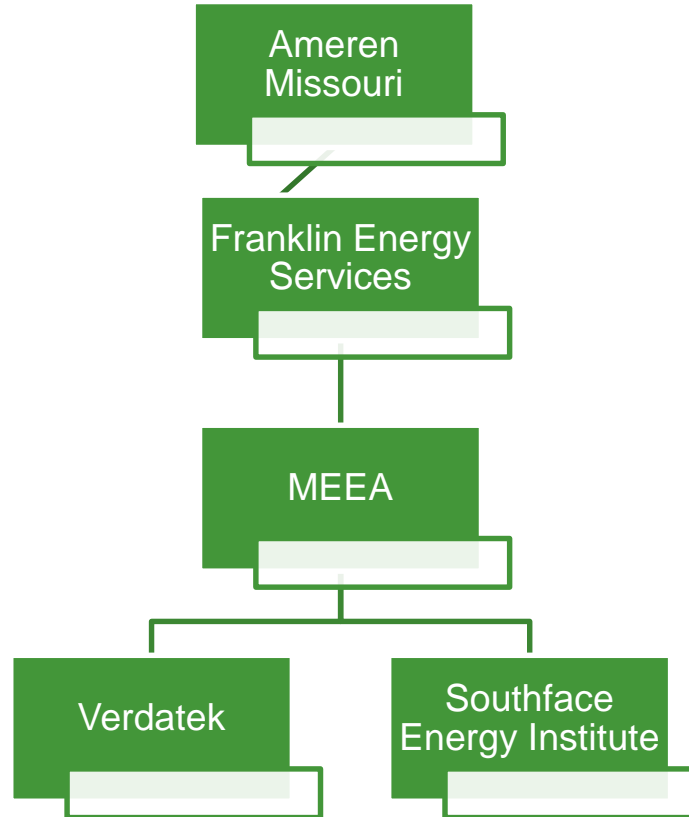 Ameren
Missouri
Franklin Energy
Services
MEEA
Verdatek
Southface
Energy Institute